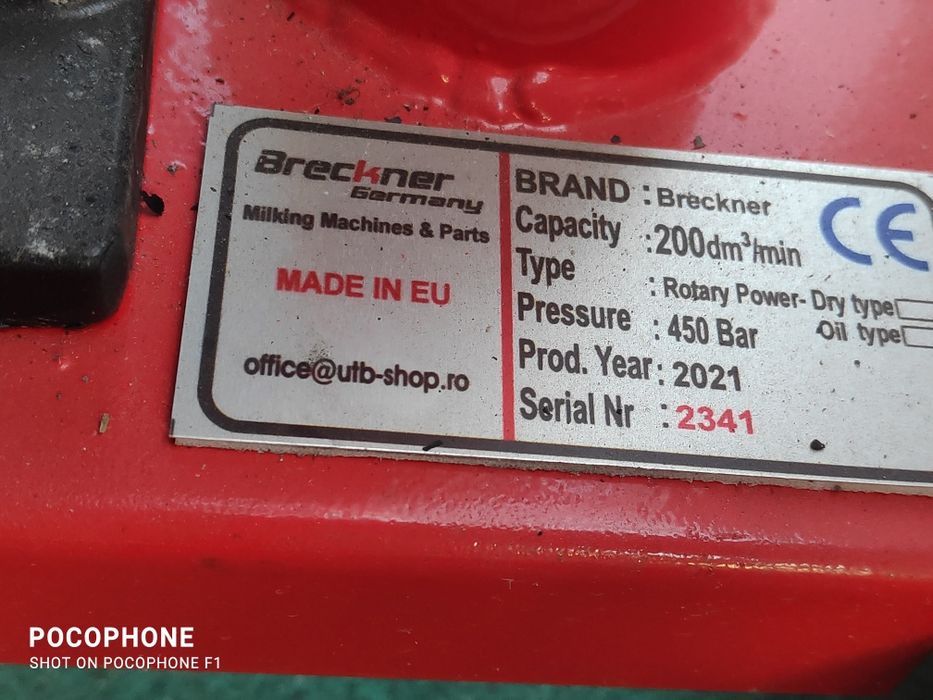 Breckner
Germany
Milking Machines & Parts
MADE IN EU
office@utb-shop.ro
BRAND : Breckner
Capacity : 200dm³/min
Type : Rotary Power- Dry type
Oil type
Pressure : 450 Bar
Prod. Year : 2021
Serial Nr : 2341
CE
POCOPHONE
SHOT ON POCOPHONE F1